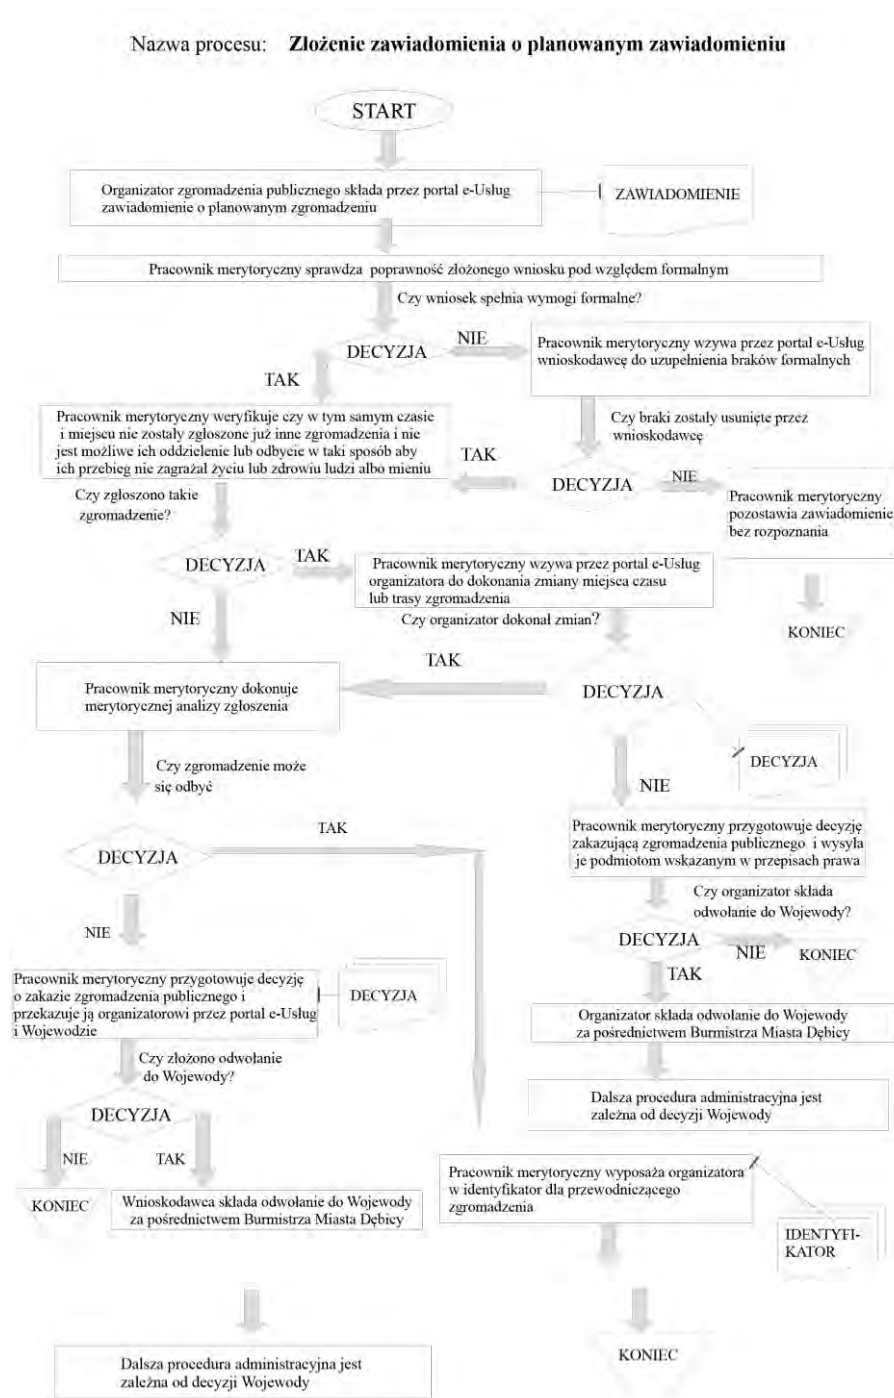 Nazwa procesu: Złożenie zawiadomienia o planowanym zawiadomieniu
START
Organizator zgromadzenia publicznego składa przez portal e-Usług
zawiadomienie o planowanym zgromadzeniu
ZAWIADOMIENIE
Pracownik merytoryczny sprawdza poprawność złożonego wniosku pod względem formalnym
Czy wniosek spełnia wymogi formalne?
DECYZJA
NIE
Pracownik merytoryczny wzywa przez portal e-Usług
wnioskodawcę do uzupełnienia braków formalnych
TAK
Pracownik merytoryczny weryfikuje czy w tym samym czasie
i miejscu nie zostały zgłoszone już inne zgromadzenia i nie
jest możliwe ich oddzielenie lub odbycie w taki sposób aby
ich przebieg nie zagrażał życiu lub zdrowiu ludzi albo mieniu
Czy braki zostały usunięte przez
wnioskodawcę
TAK
DECYZJA
NIE
Pracownik merytoryczny
pozostawia zawiadomienie
bez rozpoznania
KONIEC
Czy zgłoszono takie
zgromadzenie?
DECYZJA
TAK
Pracownik merytoryczny wzywa przez portal e-Usług
organizatora do dokonania zmiany miejsca czasu
lub trasy zgromadzenia
NIE
Czy organizator dokonał zmian?
TAK
DECYZJA
Pracownik merytoryczny dokonuje
merytorycznej analizy zgłoszenia
DECYZJA
NIE
Czy zgromadzenie może
się odbyć
Pracownik merytoryczny przygotowuje decyzję
zakazującą zgromadzenia publicznego i wysyła
je podmiotom wskazanym w przepisach prawa
TAK
DECYZJA
Czy organizator składa
odwołanie do Wojewody?
NIE
DECYZJA
NIE
KONIEC
TAK
Pracownik merytoryczny przygotowuje decyzję
o zakazie zgromadzenia publicznego i
przekazuje ją organizatorowi przez portal e-Usług
i Wojewodzie
DECYZJA
Organizator składa odwołanie do Wojewody
za pośrednictwem Burmistrza Miasta Dębicy
Czy złożono odwołanie
do Wojewody?
Dalsza procedura administracyjna jest
zależna od decyzji Wojewody
DECYZJA
NIE
TAK
KONIEC
Wnioskodawca składa odwołanie do Wojewody
za pośrednictwem Burmistrza Miasta Dębicy
Pracownik merytoryczny wyposaża organizatora
w identyfikator dla przewodniczącego
zgromadzenia
IDENTYFI-
KATOR
KONIEC
Dalsza procedura administracyjna jest
zależna od decyzji Wojewody